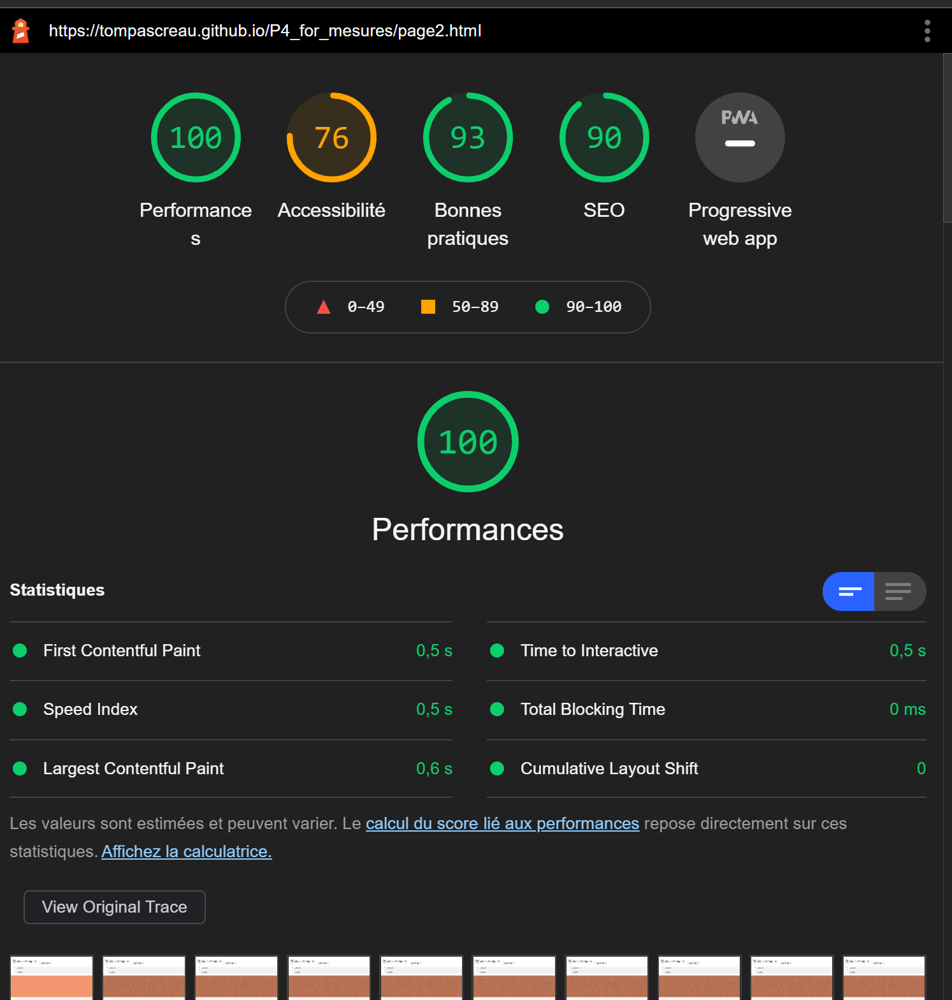 https://tompascreau.github.io/P4_for_mesures/page2.html
100 76 93 90 PWA
Performance Accessibilité Bonnes SEO Progressive
s pratiques web app
0–49 50–89 90–100
100
Performances
Statistiques
First Contentful Paint 0,5 s Time to Interactive 0,5 s
Speed Index 0,5 s Total Blocking Time 0 ms
Largest Contentful Paint 0,6 s Cumulative Layout Shift 0
Les valeurs sont estimées et peuvent varier. Le calcul du score lié aux performances repose directement sur ces
statistiques. Affichez la calculatrice.
View Original Trace